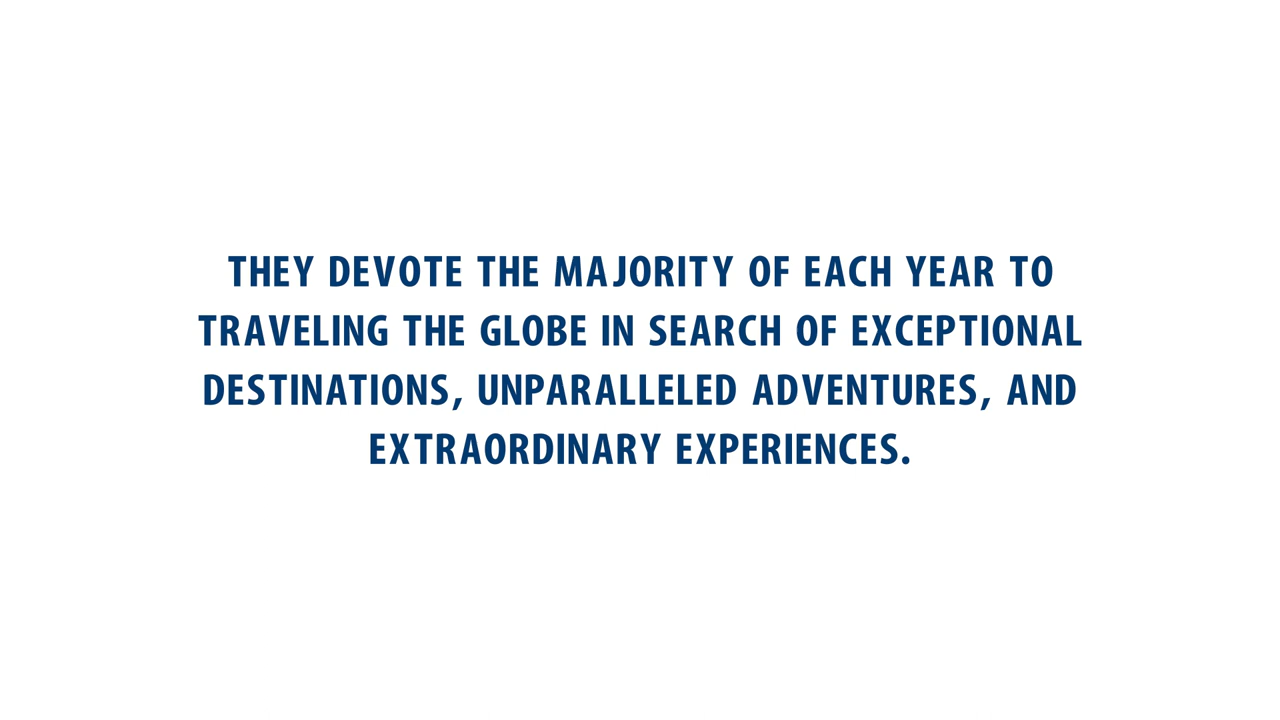 THEY DEVOTE THE MAJORITY OF EACH YEAR TO
TRAVELING THE GLOBE IN SEARCH OF EXCEPTIONAL
DESTINATIONS, UNPARALLELED ADVENTURES, AND
EXTRAORDINARY EXPERIENCES.